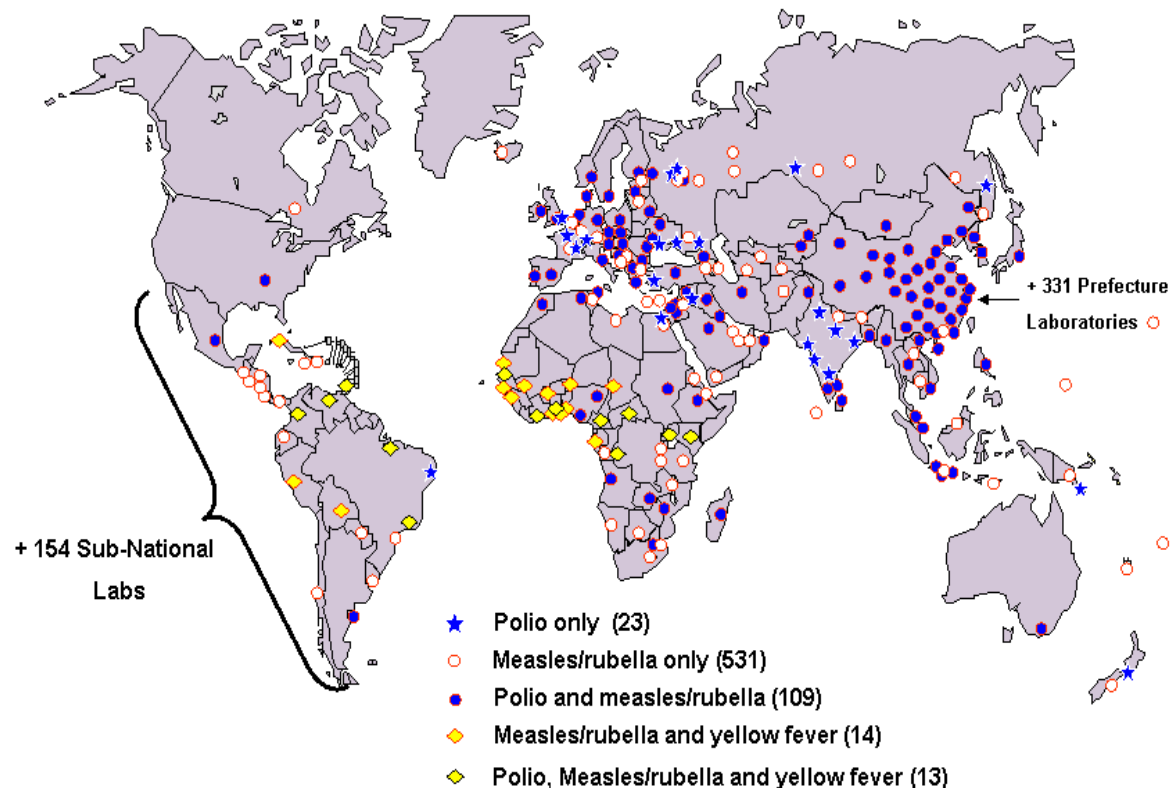 + 331 Prefecture
Laboratories
+ 154 Sub-National
Labs
Polio only (23)
Measles/rubella only (531)
Polio and measles/rubella (109)
Measles/rubella and yellow fever (14)
Polio, Measles/rubella and yellow fever (13)